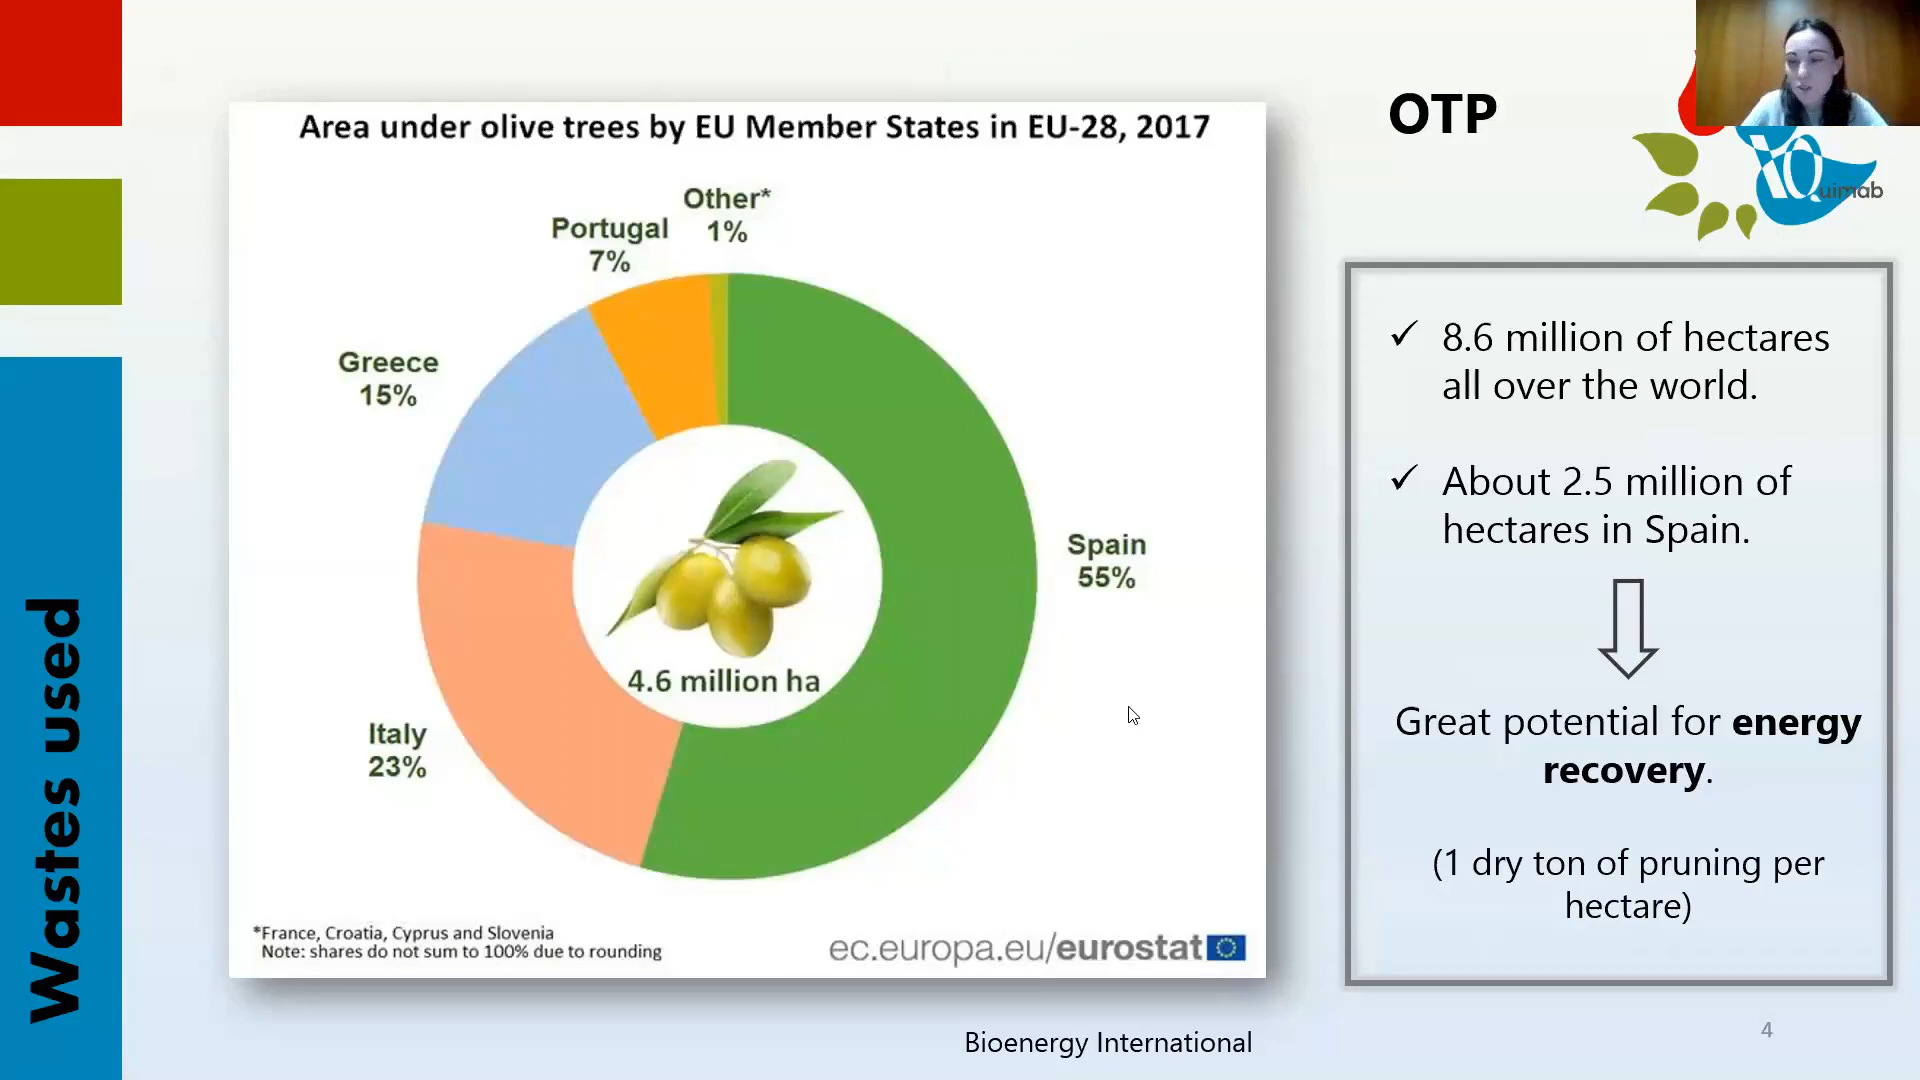 Area under olive trees by EU Member States in EU-28, 2017
Other*
1%
Portugal
7%
Greece
15%
Spain
55%
4.6 million ha
Italy
23%
*France, Croatia, Cyprus and Slovenia
Note: shares do not sum to 100% due to rounding
ec.europa.eu/eurostat
OTP
XQuimab
✓ 8.6 million of hectares
all over the world.
✓ About 2.5 million of
hectares in Spain.
Great potential for energy
recovery.
(1 dry ton of pruning per
hectare)
Wastes used
Bioenergy International
4